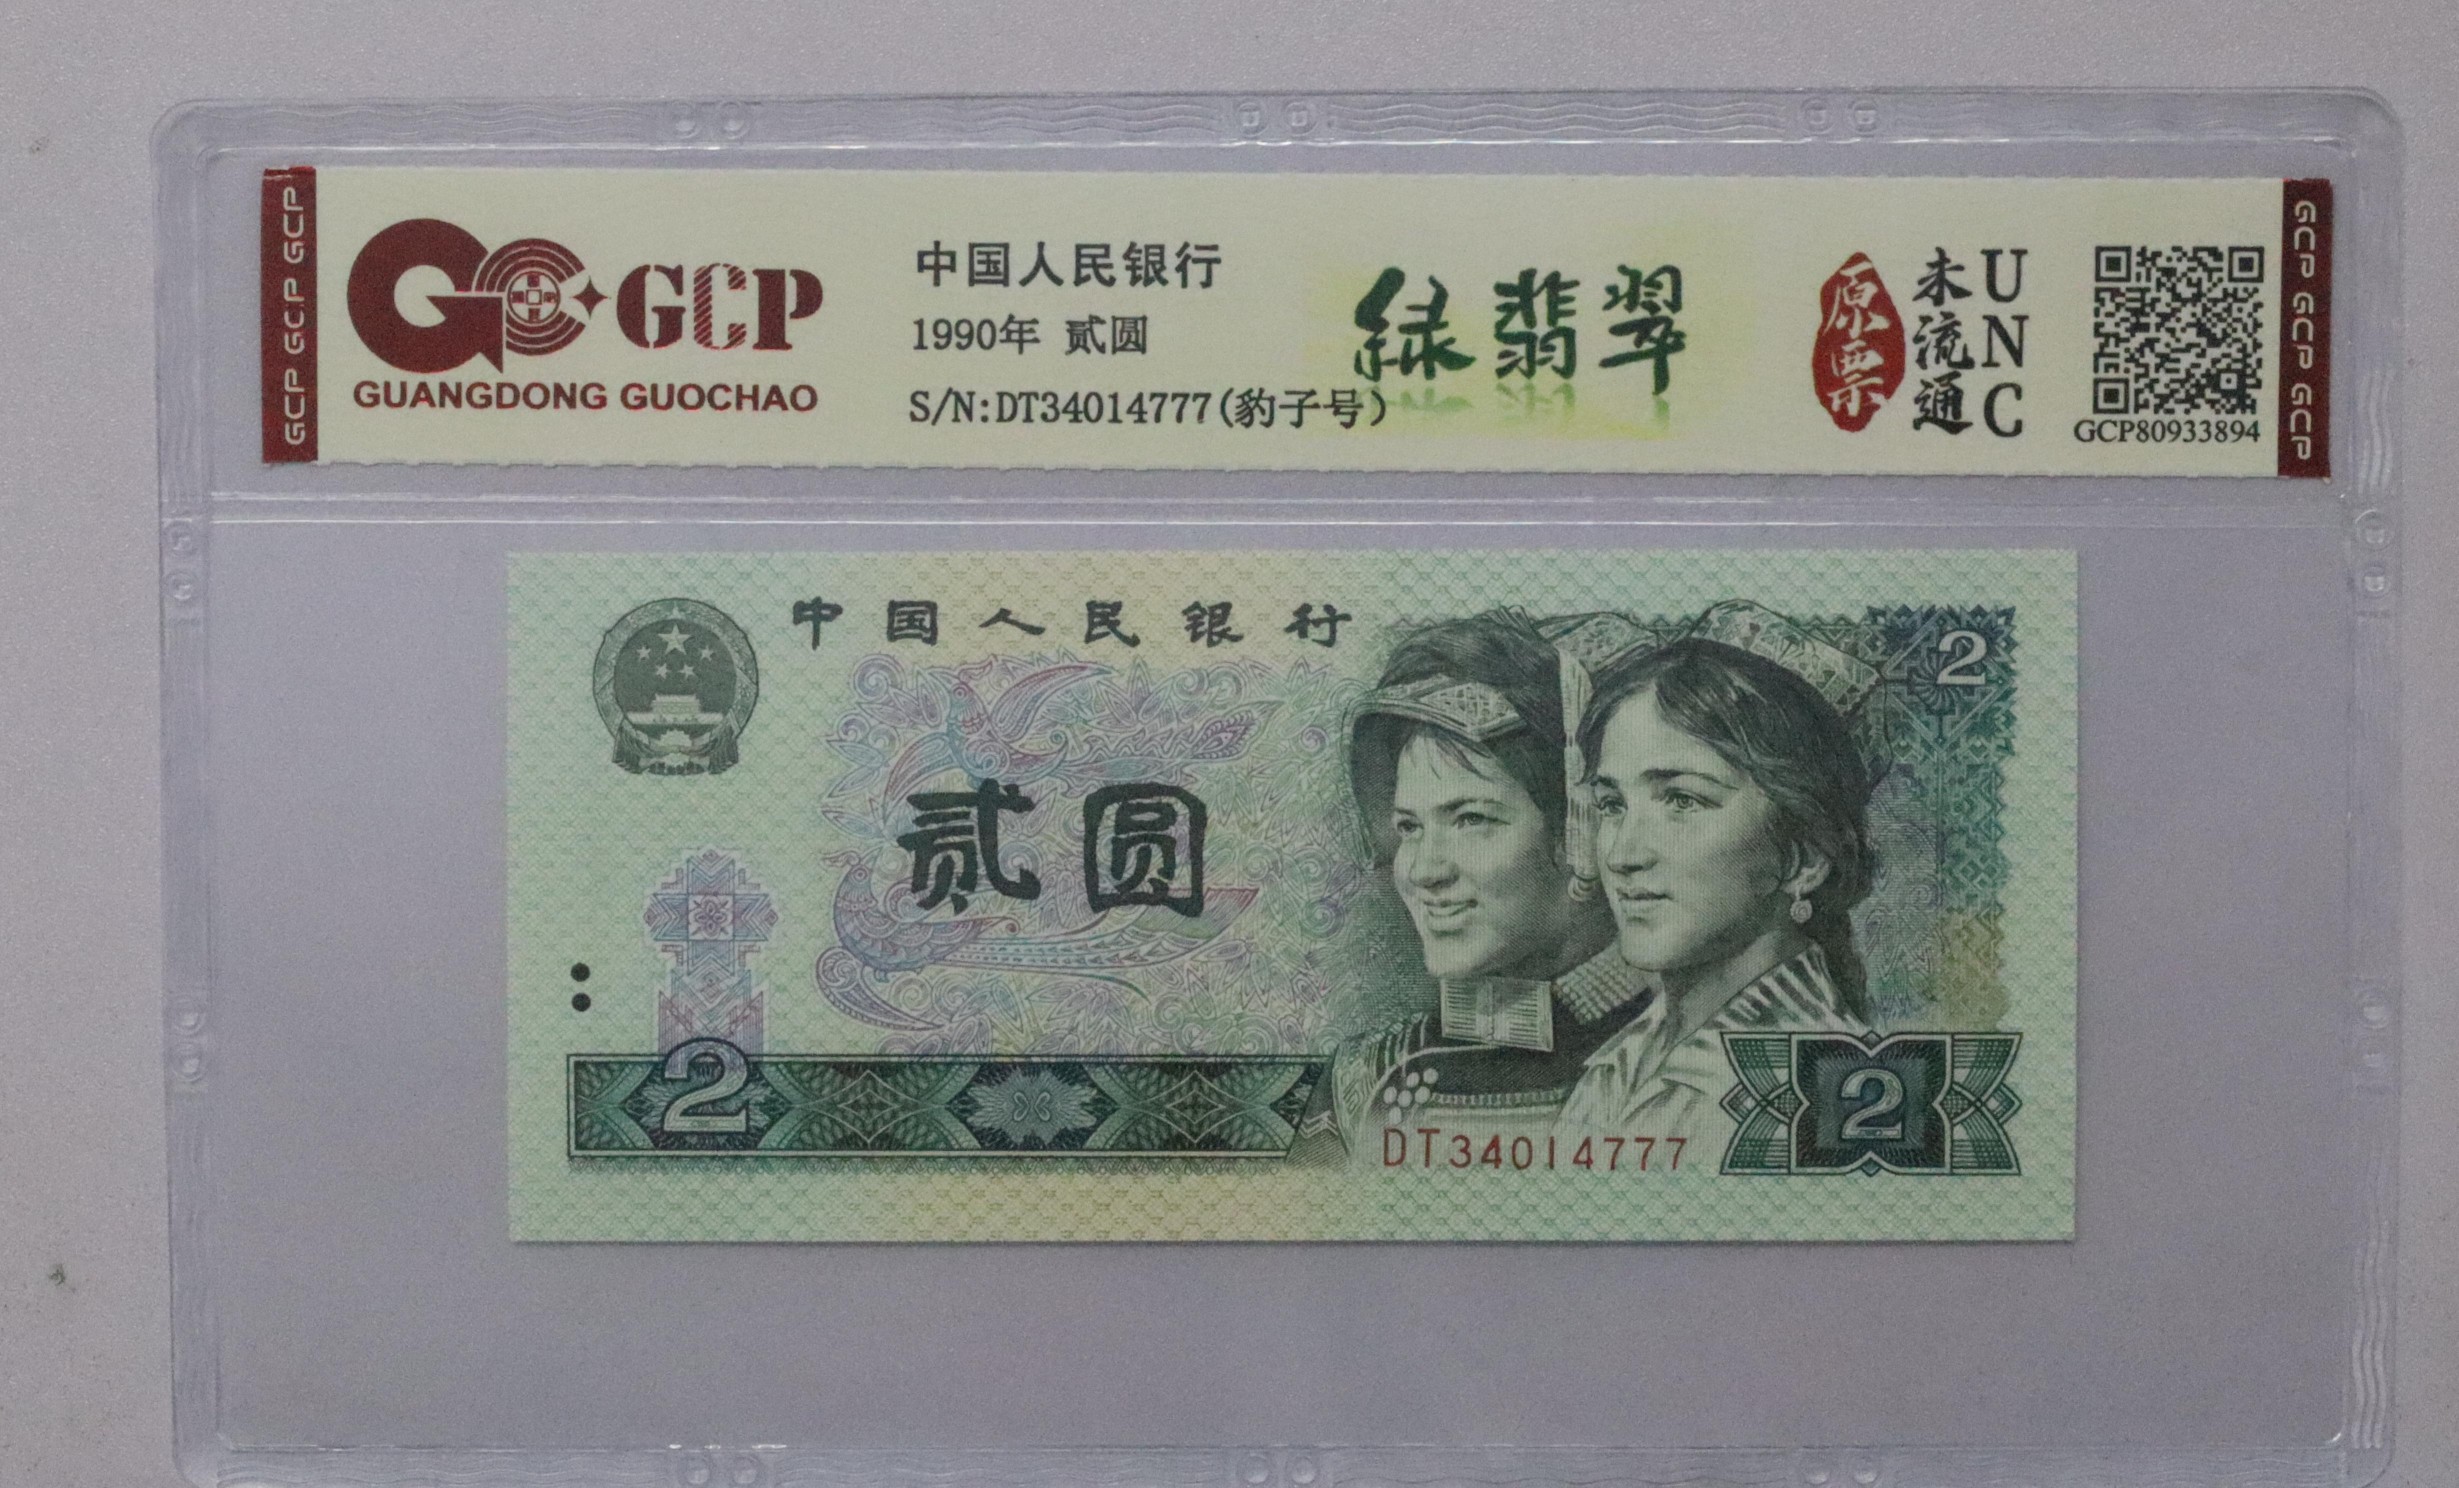 GCP GCP GCP
GCP
GUANGDONG GUOCHAO
中国人民银行
1990年 贰圆
S/N:DT34014777(豹子号)
绿翡翠
原票
未流通
UNC
GCP80933894
GCP GCP GCP
中国人民银行
2
贰圆
2
DT34014777
2